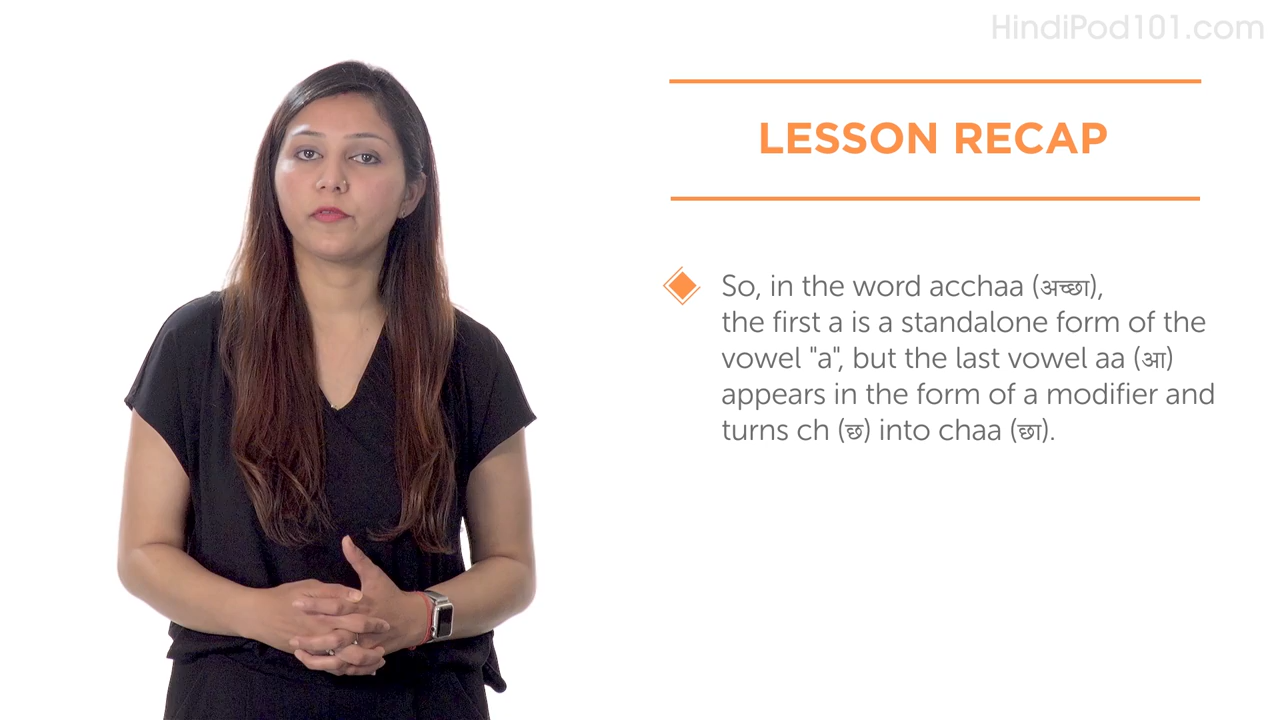 HindiPod101.com
LESSON RECAP
So, in the word acchaa (अच्छा),
the first a is a standalone form of the
vowel "a", but the last vowel aa (आ)
appears in the form of a modifier and
turns ch (छ) into chaa (छा).